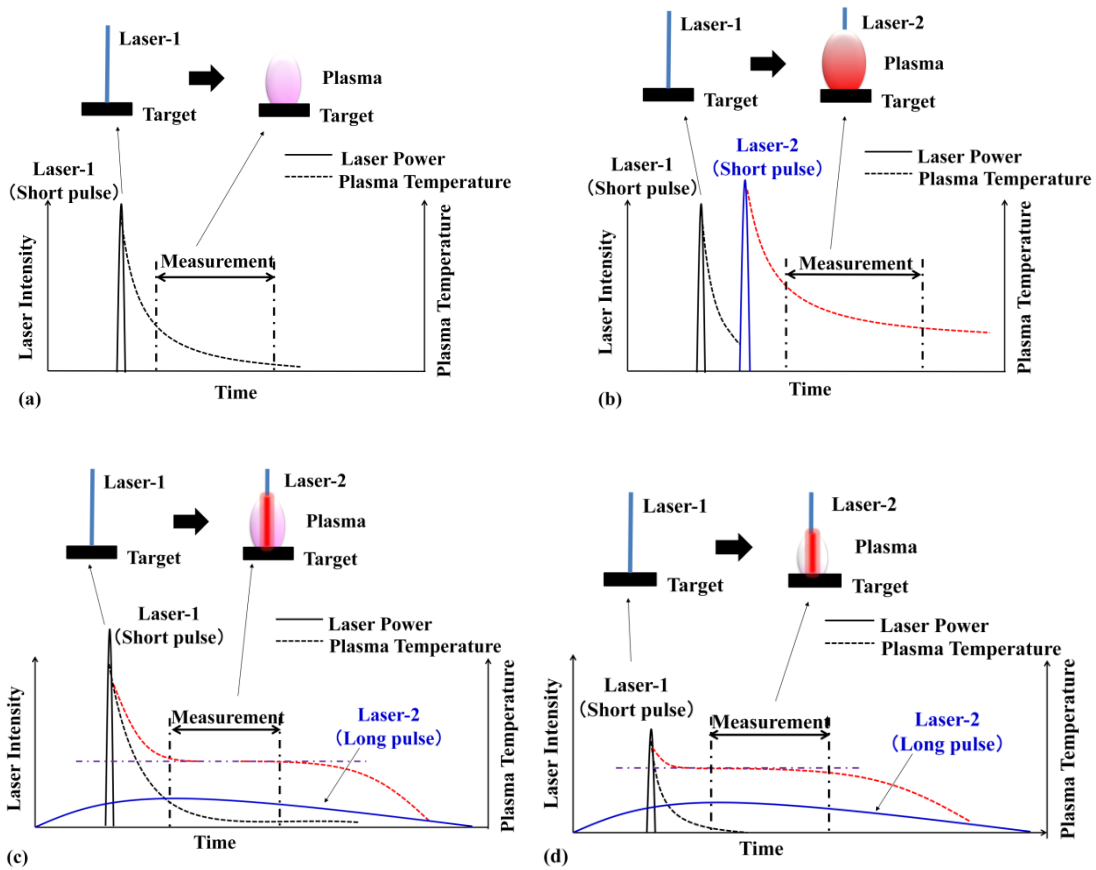 Laser-1
Plasma
Target
Target
Laser-1
(Short pulse)
Laser Power
Plasma Temperature
Measurement
Laser Intensity
Plasma Temperature
Time
(a)
Laser-1
Laser-2
Plasma
Target
Target
Laser-2
(Short pulse)
Laser-1
(Short pulse)
Laser Power
Plasma Temperature
Measurement
Laser Intensity
Plasma Temperature
Time
(b)
Laser-1
Laser-2
Plasma
Target
Target
Laser-1
(Short pulse)
Laser Power
Plasma Temperature
Measurement
Laser-2
(Long pulse)
Laser Intensity
Plasma Temperature
Time
(c)
Laser-1
Laser-2
Plasma
Target
Target
Laser Power
Plasma Temperature
Laser-1
(Short pulse)
Measurement
Laser-2
(Long pulse)
Laser Intensity
Plasma Temperature
Time
(d)